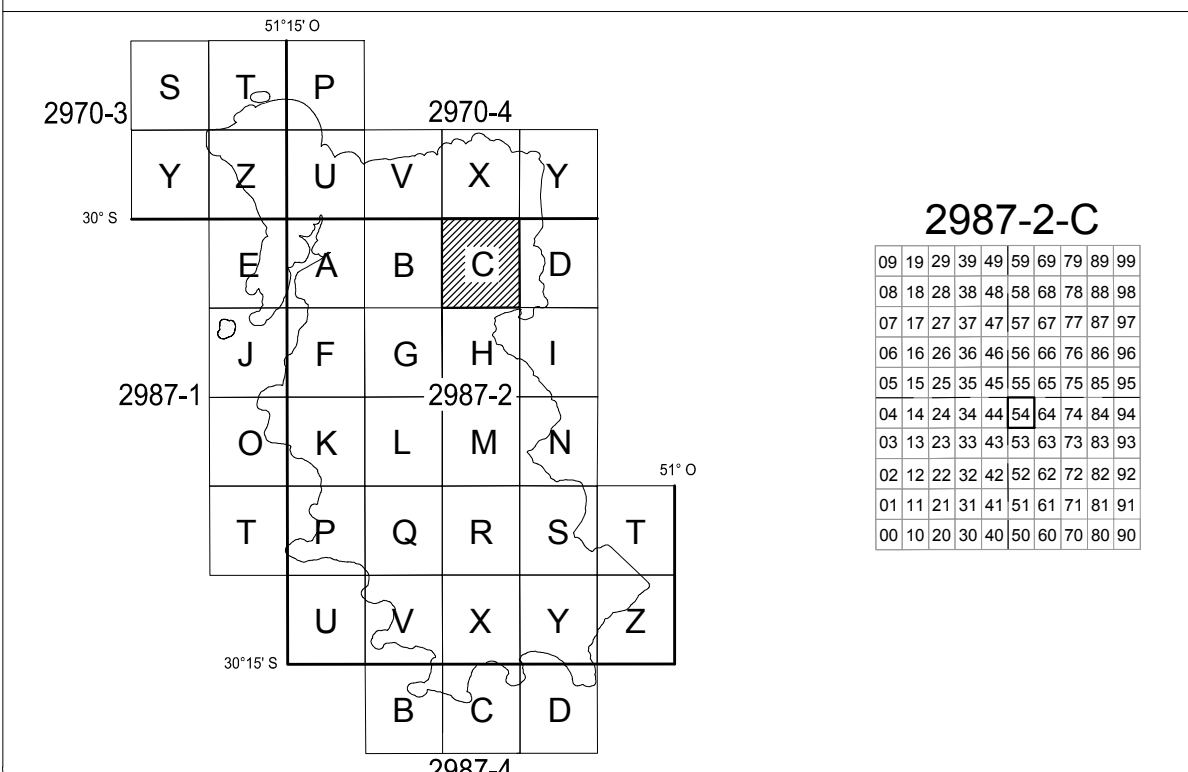 51°15' O
S T P
2970-3 2970-4
Y Z U V X Y
30° S
E A B C D
J F G H I
2987-1 2987-2
O K L M N
51° O
T P Q R S T
U V X Y Z
30°15' S
B C D
2987-4
2987-2-C
09 19 29 39 49 59 69 79 89 99
08 18 28 38 48 58 68 78 88 98
07 17 27 37 47 57 67 77 87 97
06 16 26 36 46 56 66 76 86 96
05 15 25 35 45 55 65 75 85 95
04 14 24 34 44 54 64 74 84 94
03 13 23 33 43 53 63 73 83 93
02 12 22 32 42 52 62 72 82 92
01 11 21 31 41 51 61 71 81 91
00 10 20 30 40 50 60 70 80 90